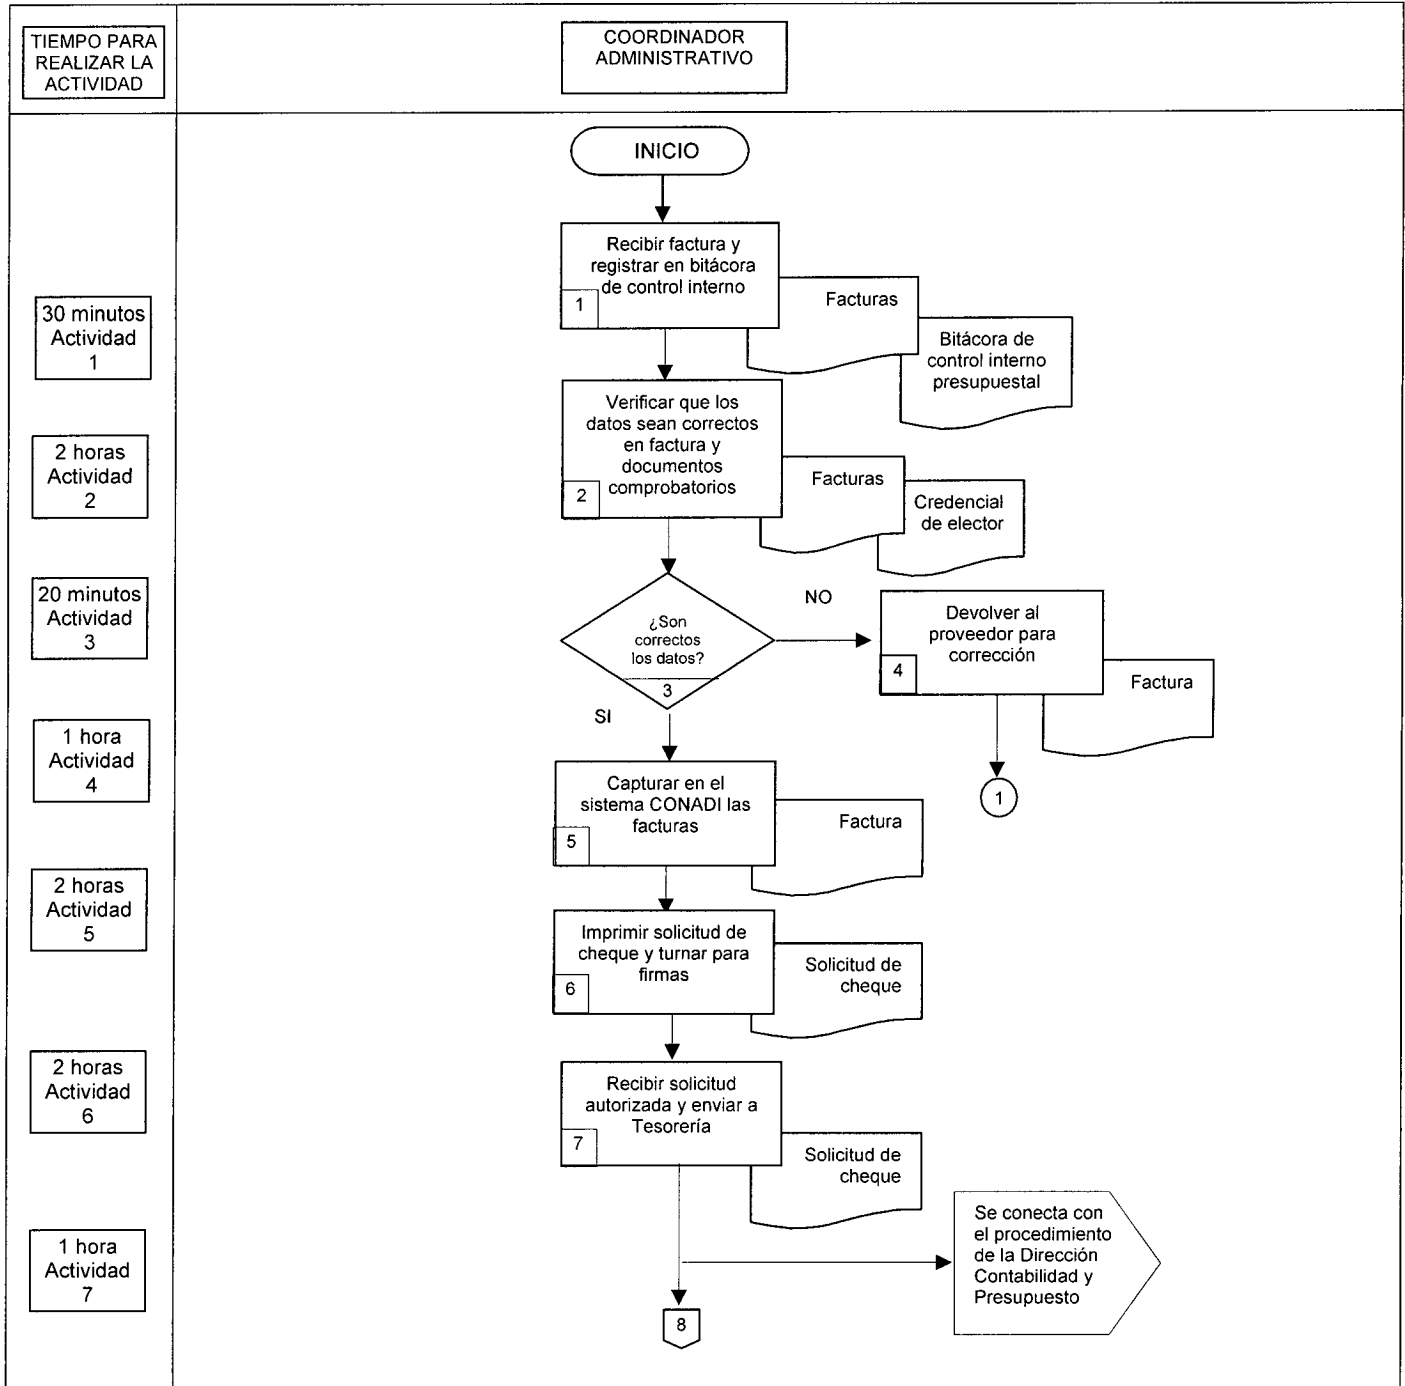 TIEMPO PARA
REALIZAR LA
ACTIVIDAD
COORDINADOR
ADMINISTRATIVO
INICIO
Recibir factura y
registrar en bitácora
de control interno
1
Facturas
Bitácora de
control interno
presupuestal
30 minutos
Actividad
1
Verificar que los
datos sean correctos
en factura y
documentos
comprobatorios
2
Facturas
Credencial
de elector
2 horas
Actividad
2
¿Son
correctos
los datos?
3
NO
SI
20 minutos
Actividad
3
Devolver al
proveedor para
corrección
4
Factura
1
1 hora
Actividad
4
Capturar en el
sistema CONADI las
facturas
5
Factura
2 horas
Actividad
5
Imprimir solicitud de
cheque y turnar para
firmas
6
Solicitud de
cheque
2 horas
Actividad
6
Recibir solicitud
autorizada y enviar a
Tesorería
7
Solicitud de
cheque
1 hora
Actividad
7
Se conecta con
el procedimiento
de la Dirección
Contabilidad y
Presupuesto
8